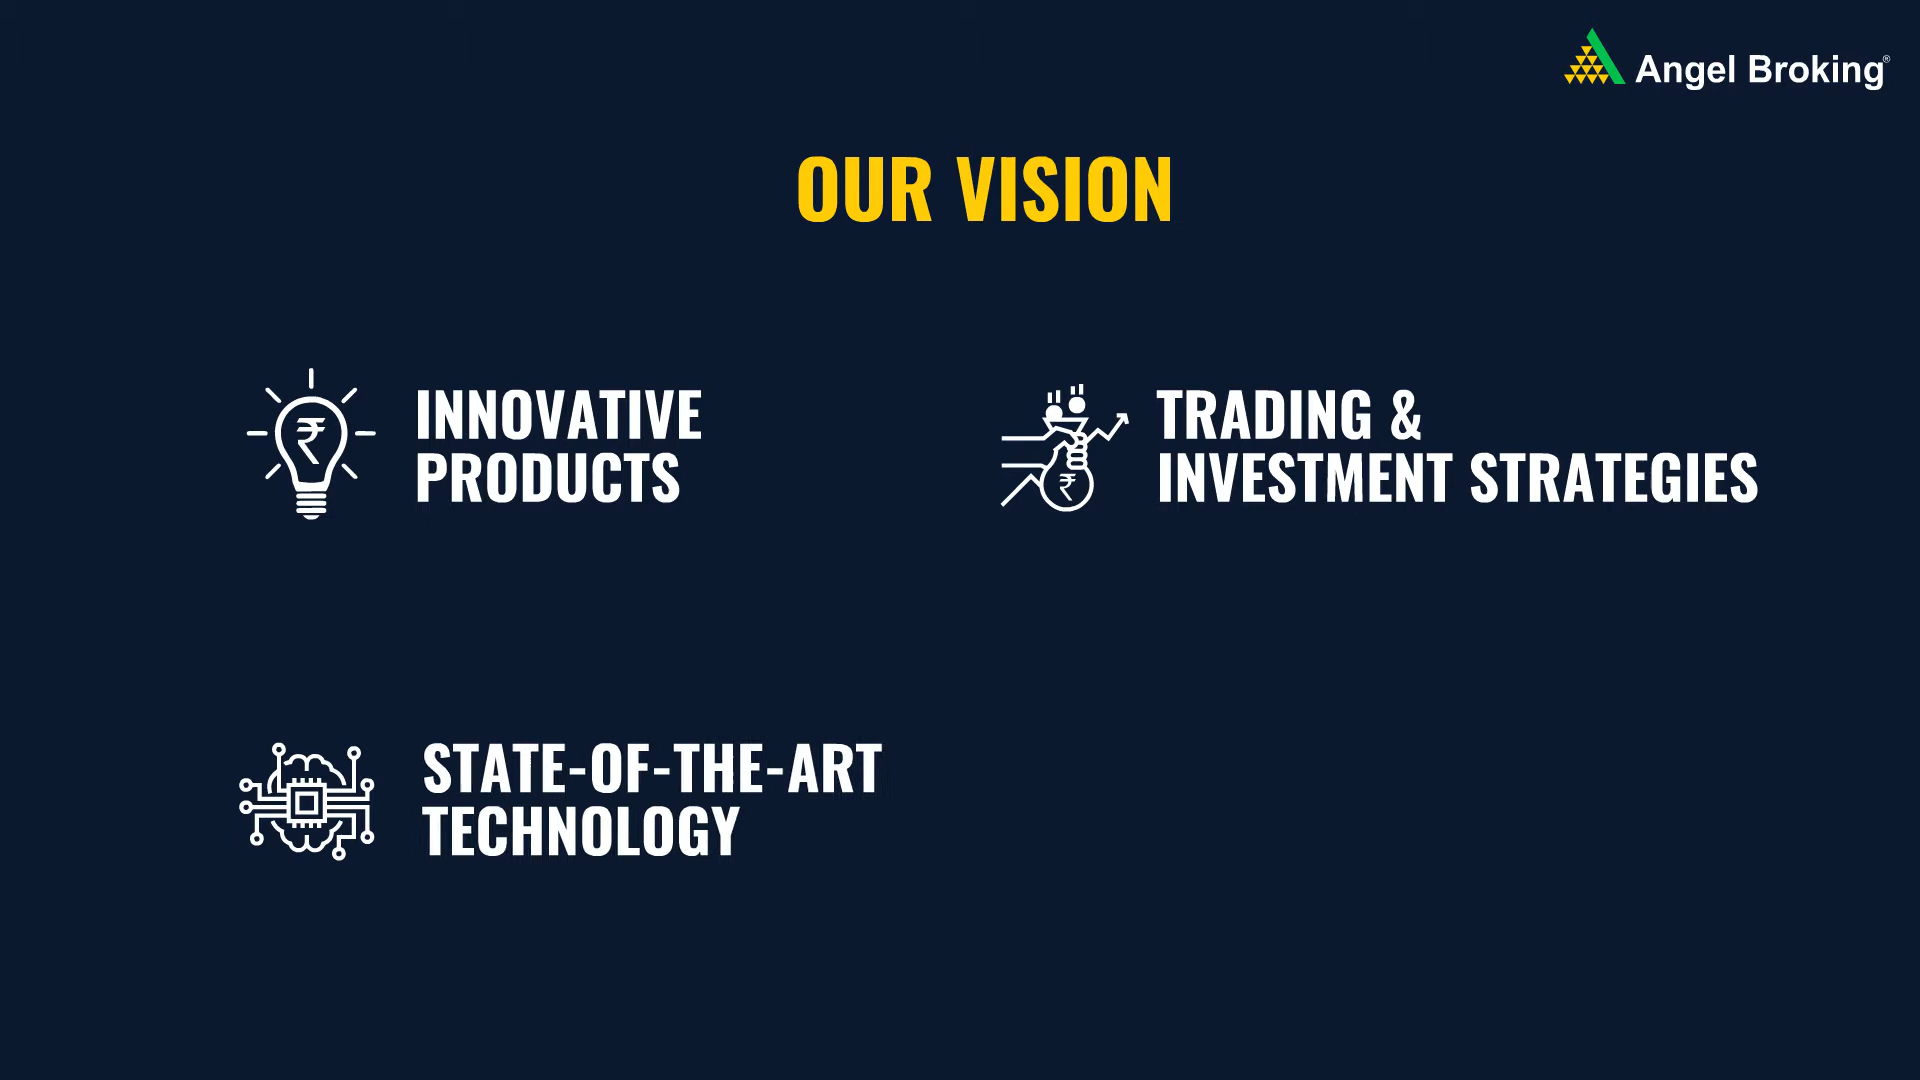 Angel Broking®
OUR VISION
₹
INNOVATIVE
PRODUCTS
₹
TRADING &
INVESTMENT STRATEGIES
STATE-OF-THE-ART
TECHNOLOGY